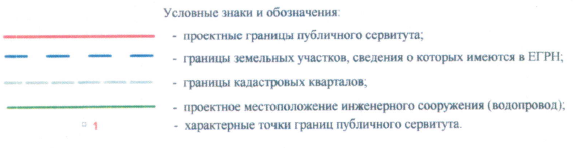 Условные знаки и обозначения:
- проектные границы публичного сервитута;
- границы земельных участков, сведения о которых имеются в ЕГРН;
- границы кадастровых кварталов;
- проектное местоположение инженерного сооружения (водопровод);
1 - характерные точки границ публичного сервитута.